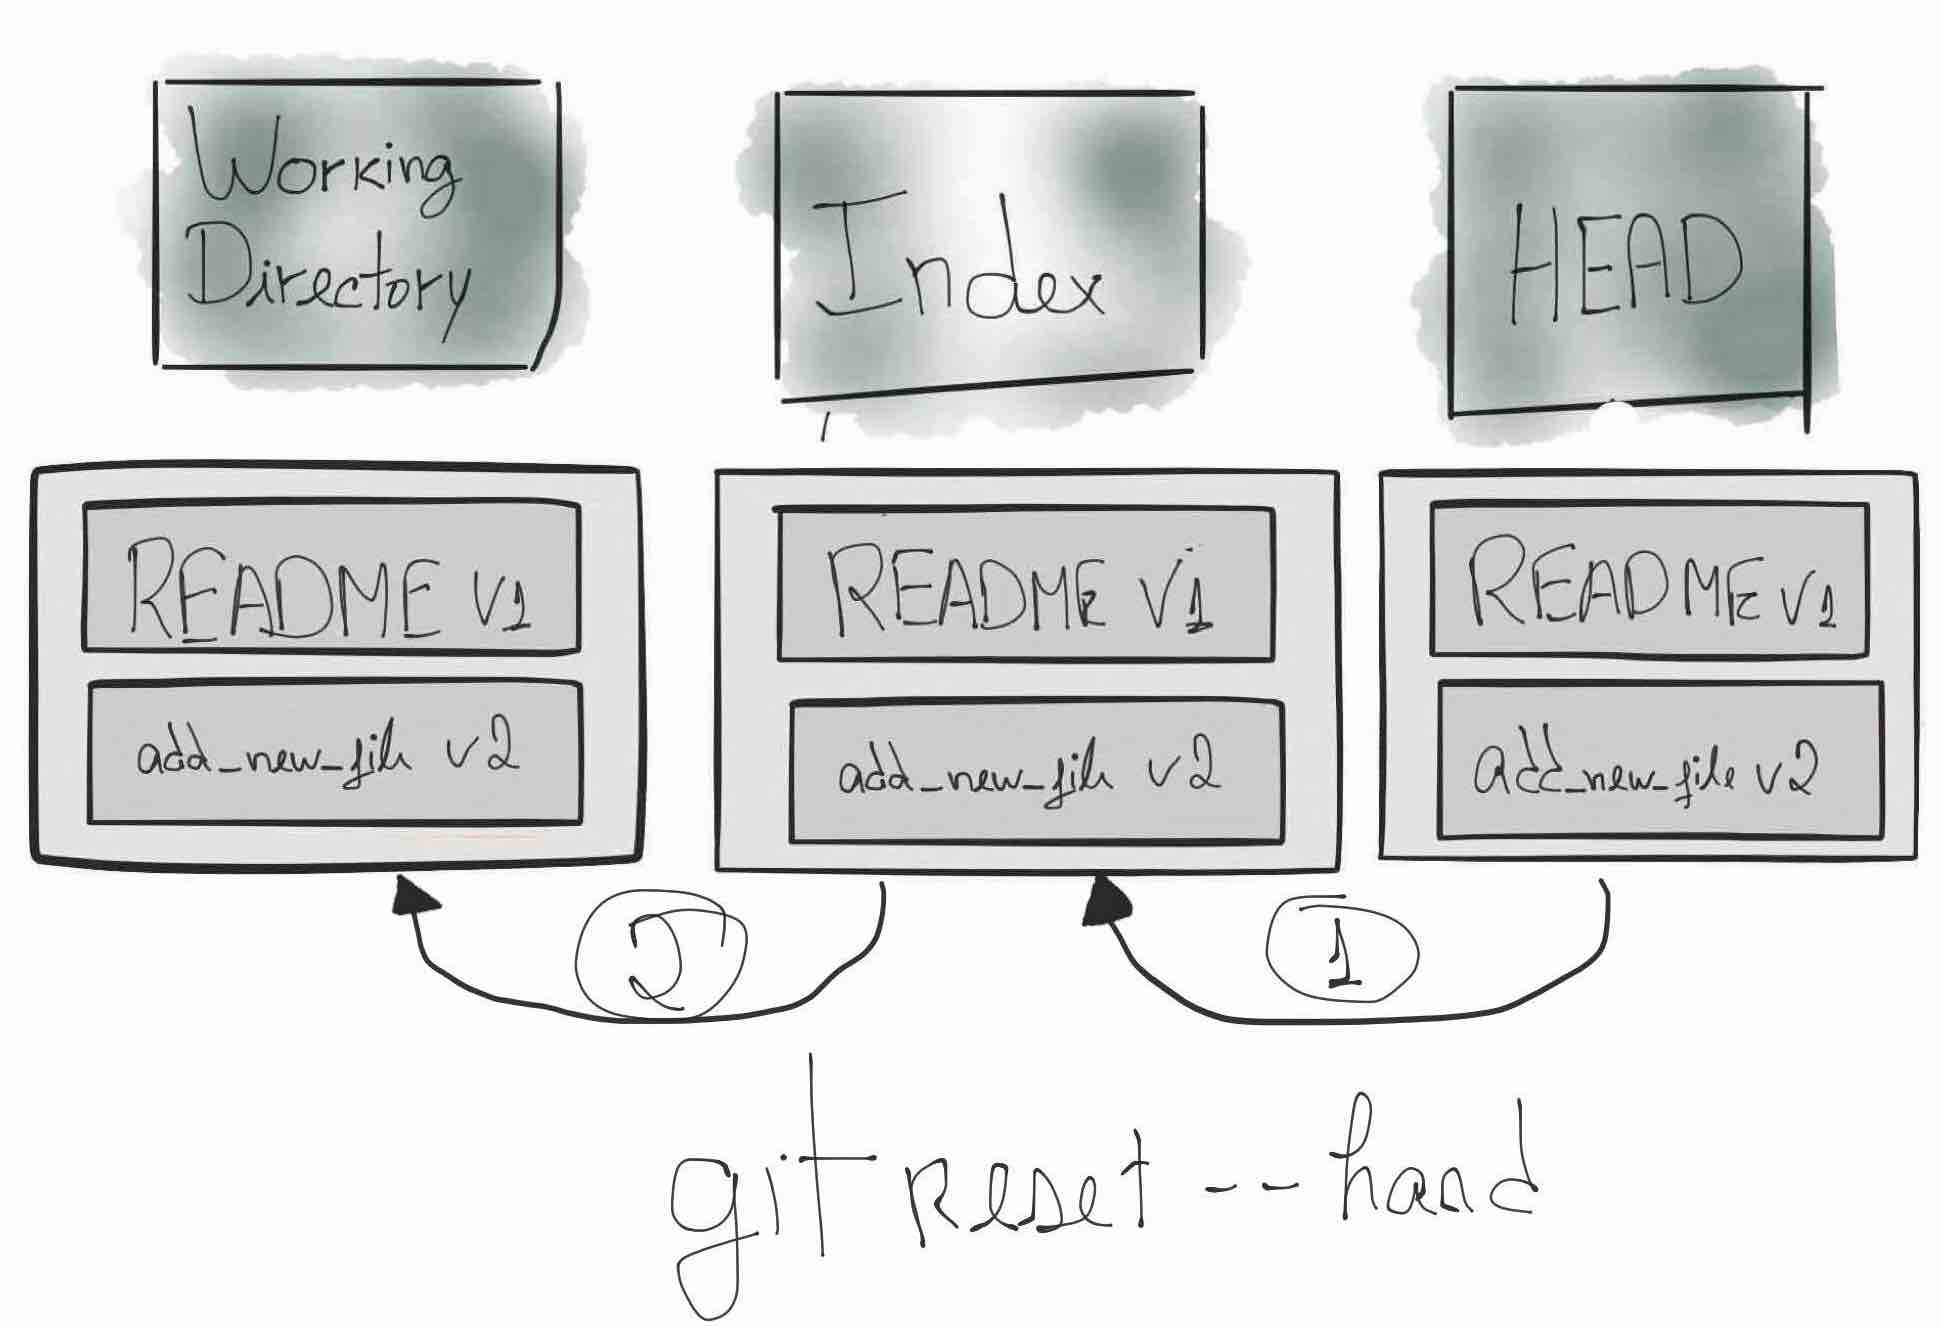 Working
Directory
Index
HEAD
README v1
add_new_file v2
README v1
add_new_file v2
README v1
add_new_file v2
2
1
git reset --hard